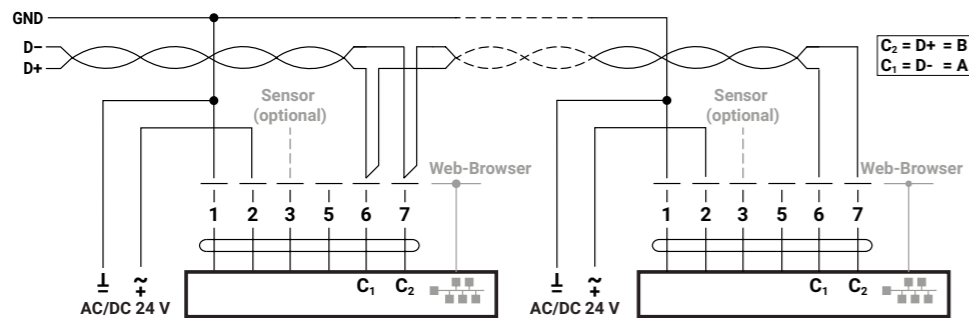 GND
D−
D+
C₂ = D+ = B
C₁ = D- = A
Sensor
(optional)
Sensor
(optional)
Web-Browser
Web-Browser
1 2 3 5 6 7
1 2 3 5 6 7
⊥ ~
= +
AC/DC 24 V
C₁ C₂
⊥ ~
= +
AC/DC 24 V
C₁ C₂